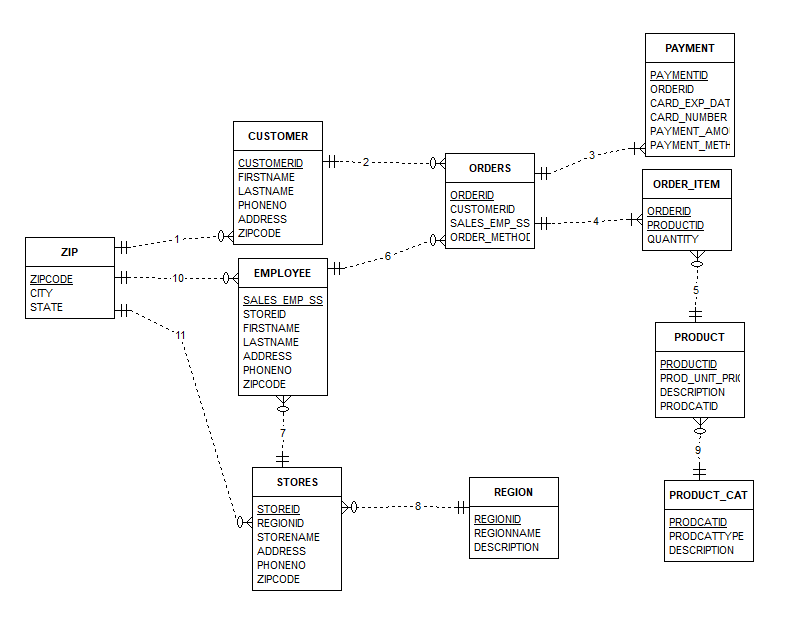 PAYMENT
PAYMENTID
ORDERID
CARD_EXP_DAT
CARD_NUMBER
PAYMENT_AMO
PAYMENT_METH
CUSTOMER
CUSTOMERID
FIRSTNAME
LASTNAME
PHONENO
ADDRESS
ZIPCODE
2
3
ORDERS
ORDERID
CUSTOMERID
SALES_EMP_SS
ORDER_METHOD
ORDER_ITEM
ORDERID
PRODUCTID
QUANTITY
4
1
ZIP
ZIPCODE
CITY
STATE
10
6
EMPLOYEE
SALES_EMP_SS
STOREID
FIRSTNAME
LASTNAME
ADDRESS
PHONENO
ZIPCODE
5
11
PRODUCT
PRODUCTID
PROD_UNIT_PRIC
DESCRIPTION
PRODCATID
7
9
STORES
STOREID
REGIONID
STORENAME
ADDRESS
PHONENO
ZIPCODE
8
REGION
REGIONID
REGIONNAME
DESCRIPTION
PRODUCT_CAT
PRODCATID
PRODCATTYPE
DESCRIPTION